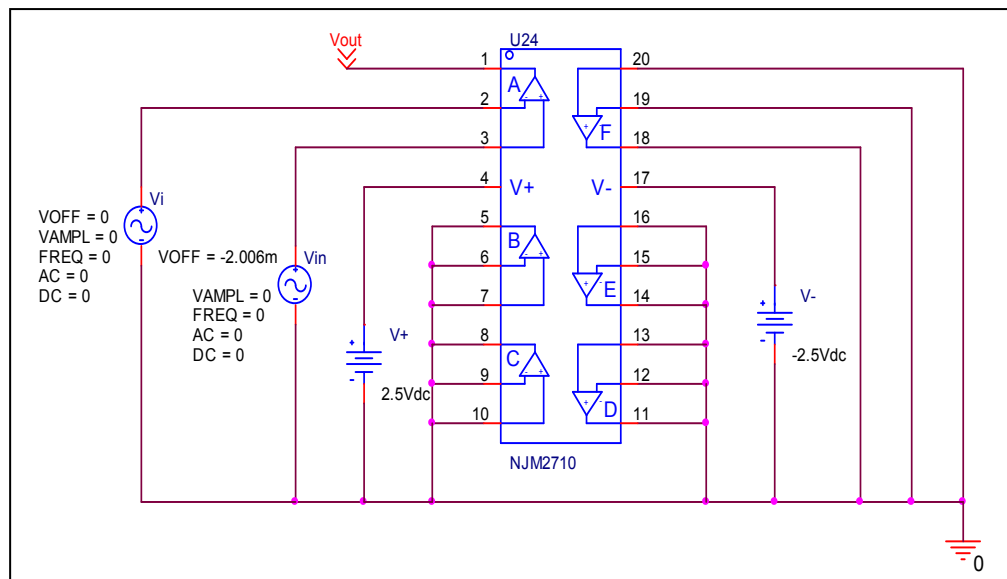 Vout
U24
1
20
A
2
19
F
3
18
4
V+
V-
17
Vi
VOFF = 0
VAMPL = 0
FREQ = 0
AC = 0
DC = 0
VOFF = -2.006m
Vin
VAMPL = 0
FREQ = 0
AC = 0
DC = 0
5
16
B
6
15
E
7
14
V+
2.5Vdc
V-
-2.5Vdc
8
13
C
9
12
D
10
11
NJM2710
0